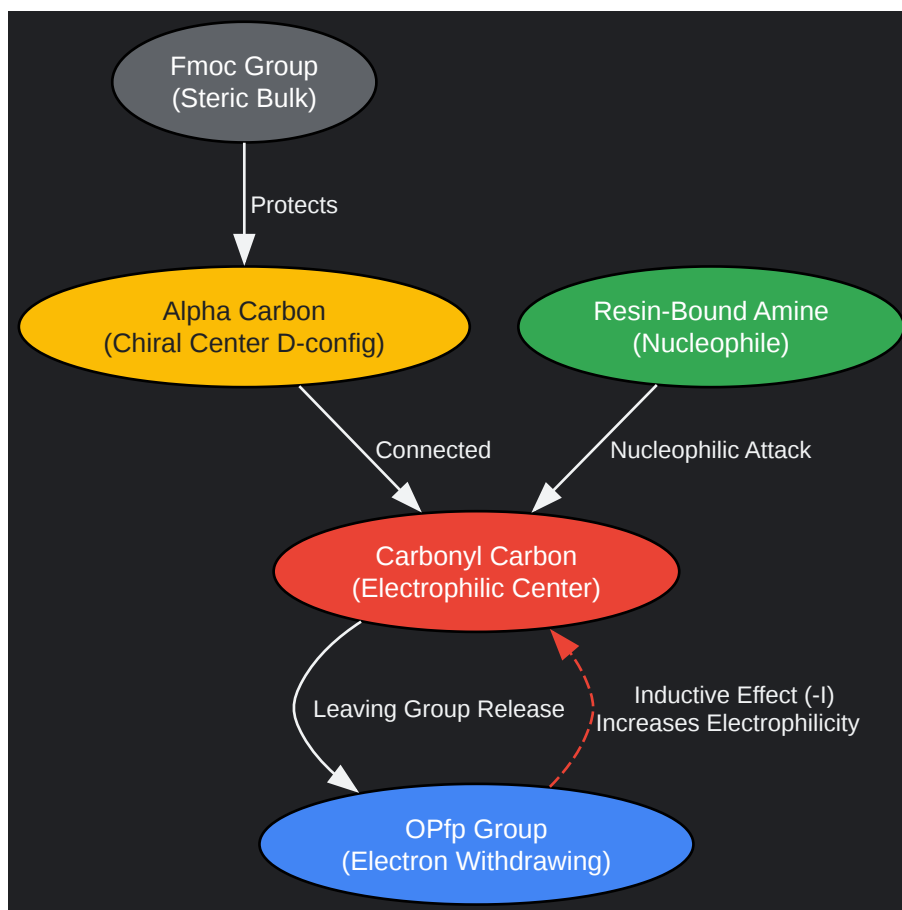 Fmoc Group
(Steric Bulk)
Protects
Alpha Carbon
(Chiral Center D-config)
Resin-Bound Amine
(Nucleophile)
Connected
Nucleophilic Attack
Carbonyl Carbon
(Electrophilic Center)
Leaving Group Release
Inductive Effect (-I)
Increases Electrophilicity
OPfp Group
(Electron Withdrawing)